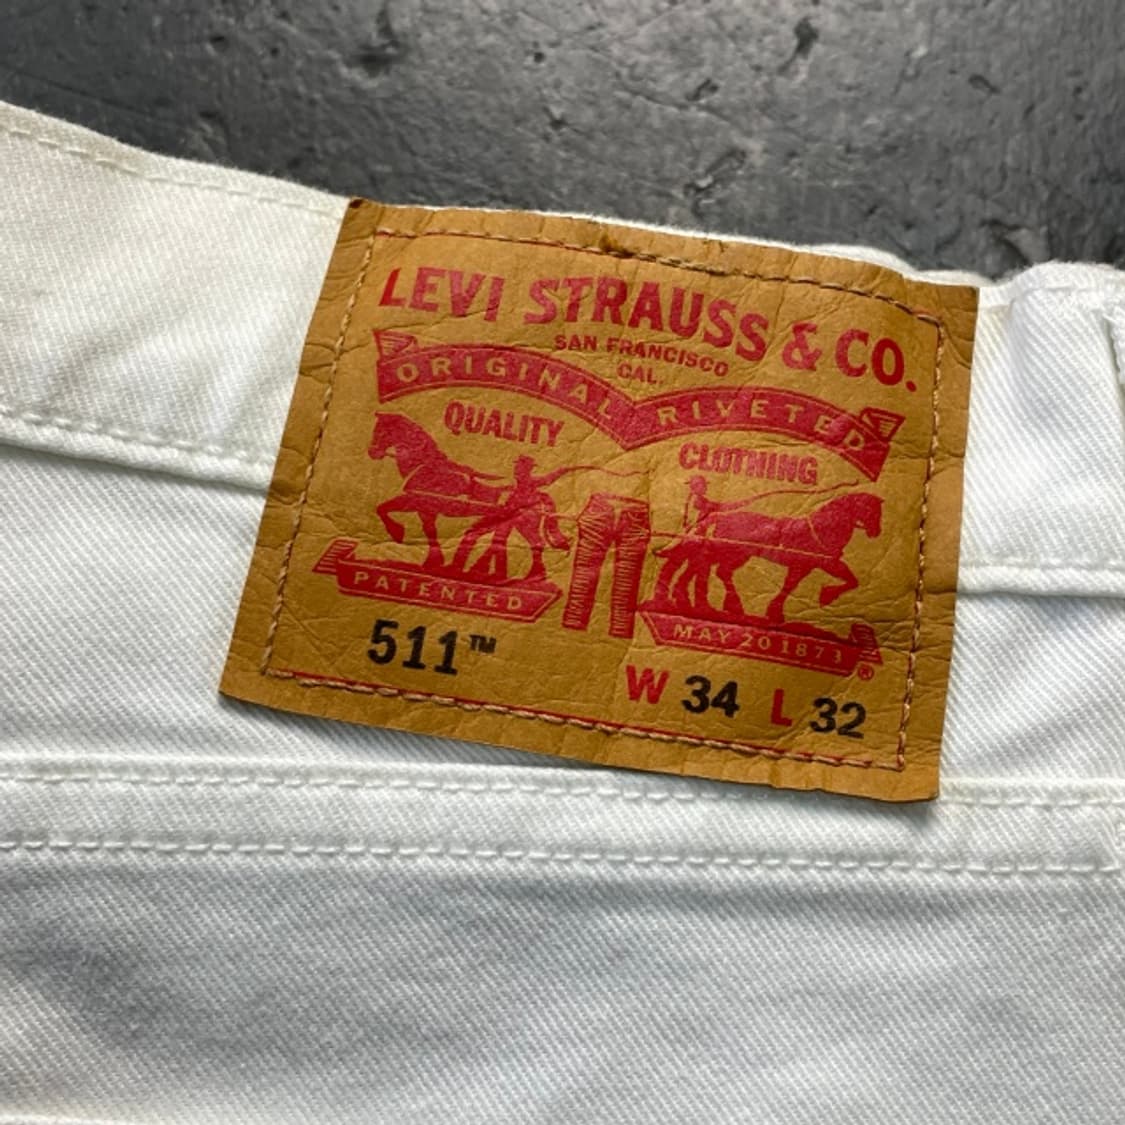 LEVI STRAUSS & CO.
SAN FRANCISCO
CAL.
ORIGINAL RIVETED
QUALITY CLOTHING
PATENTED
MAY 20 1873
®
511™
W 34 L 32